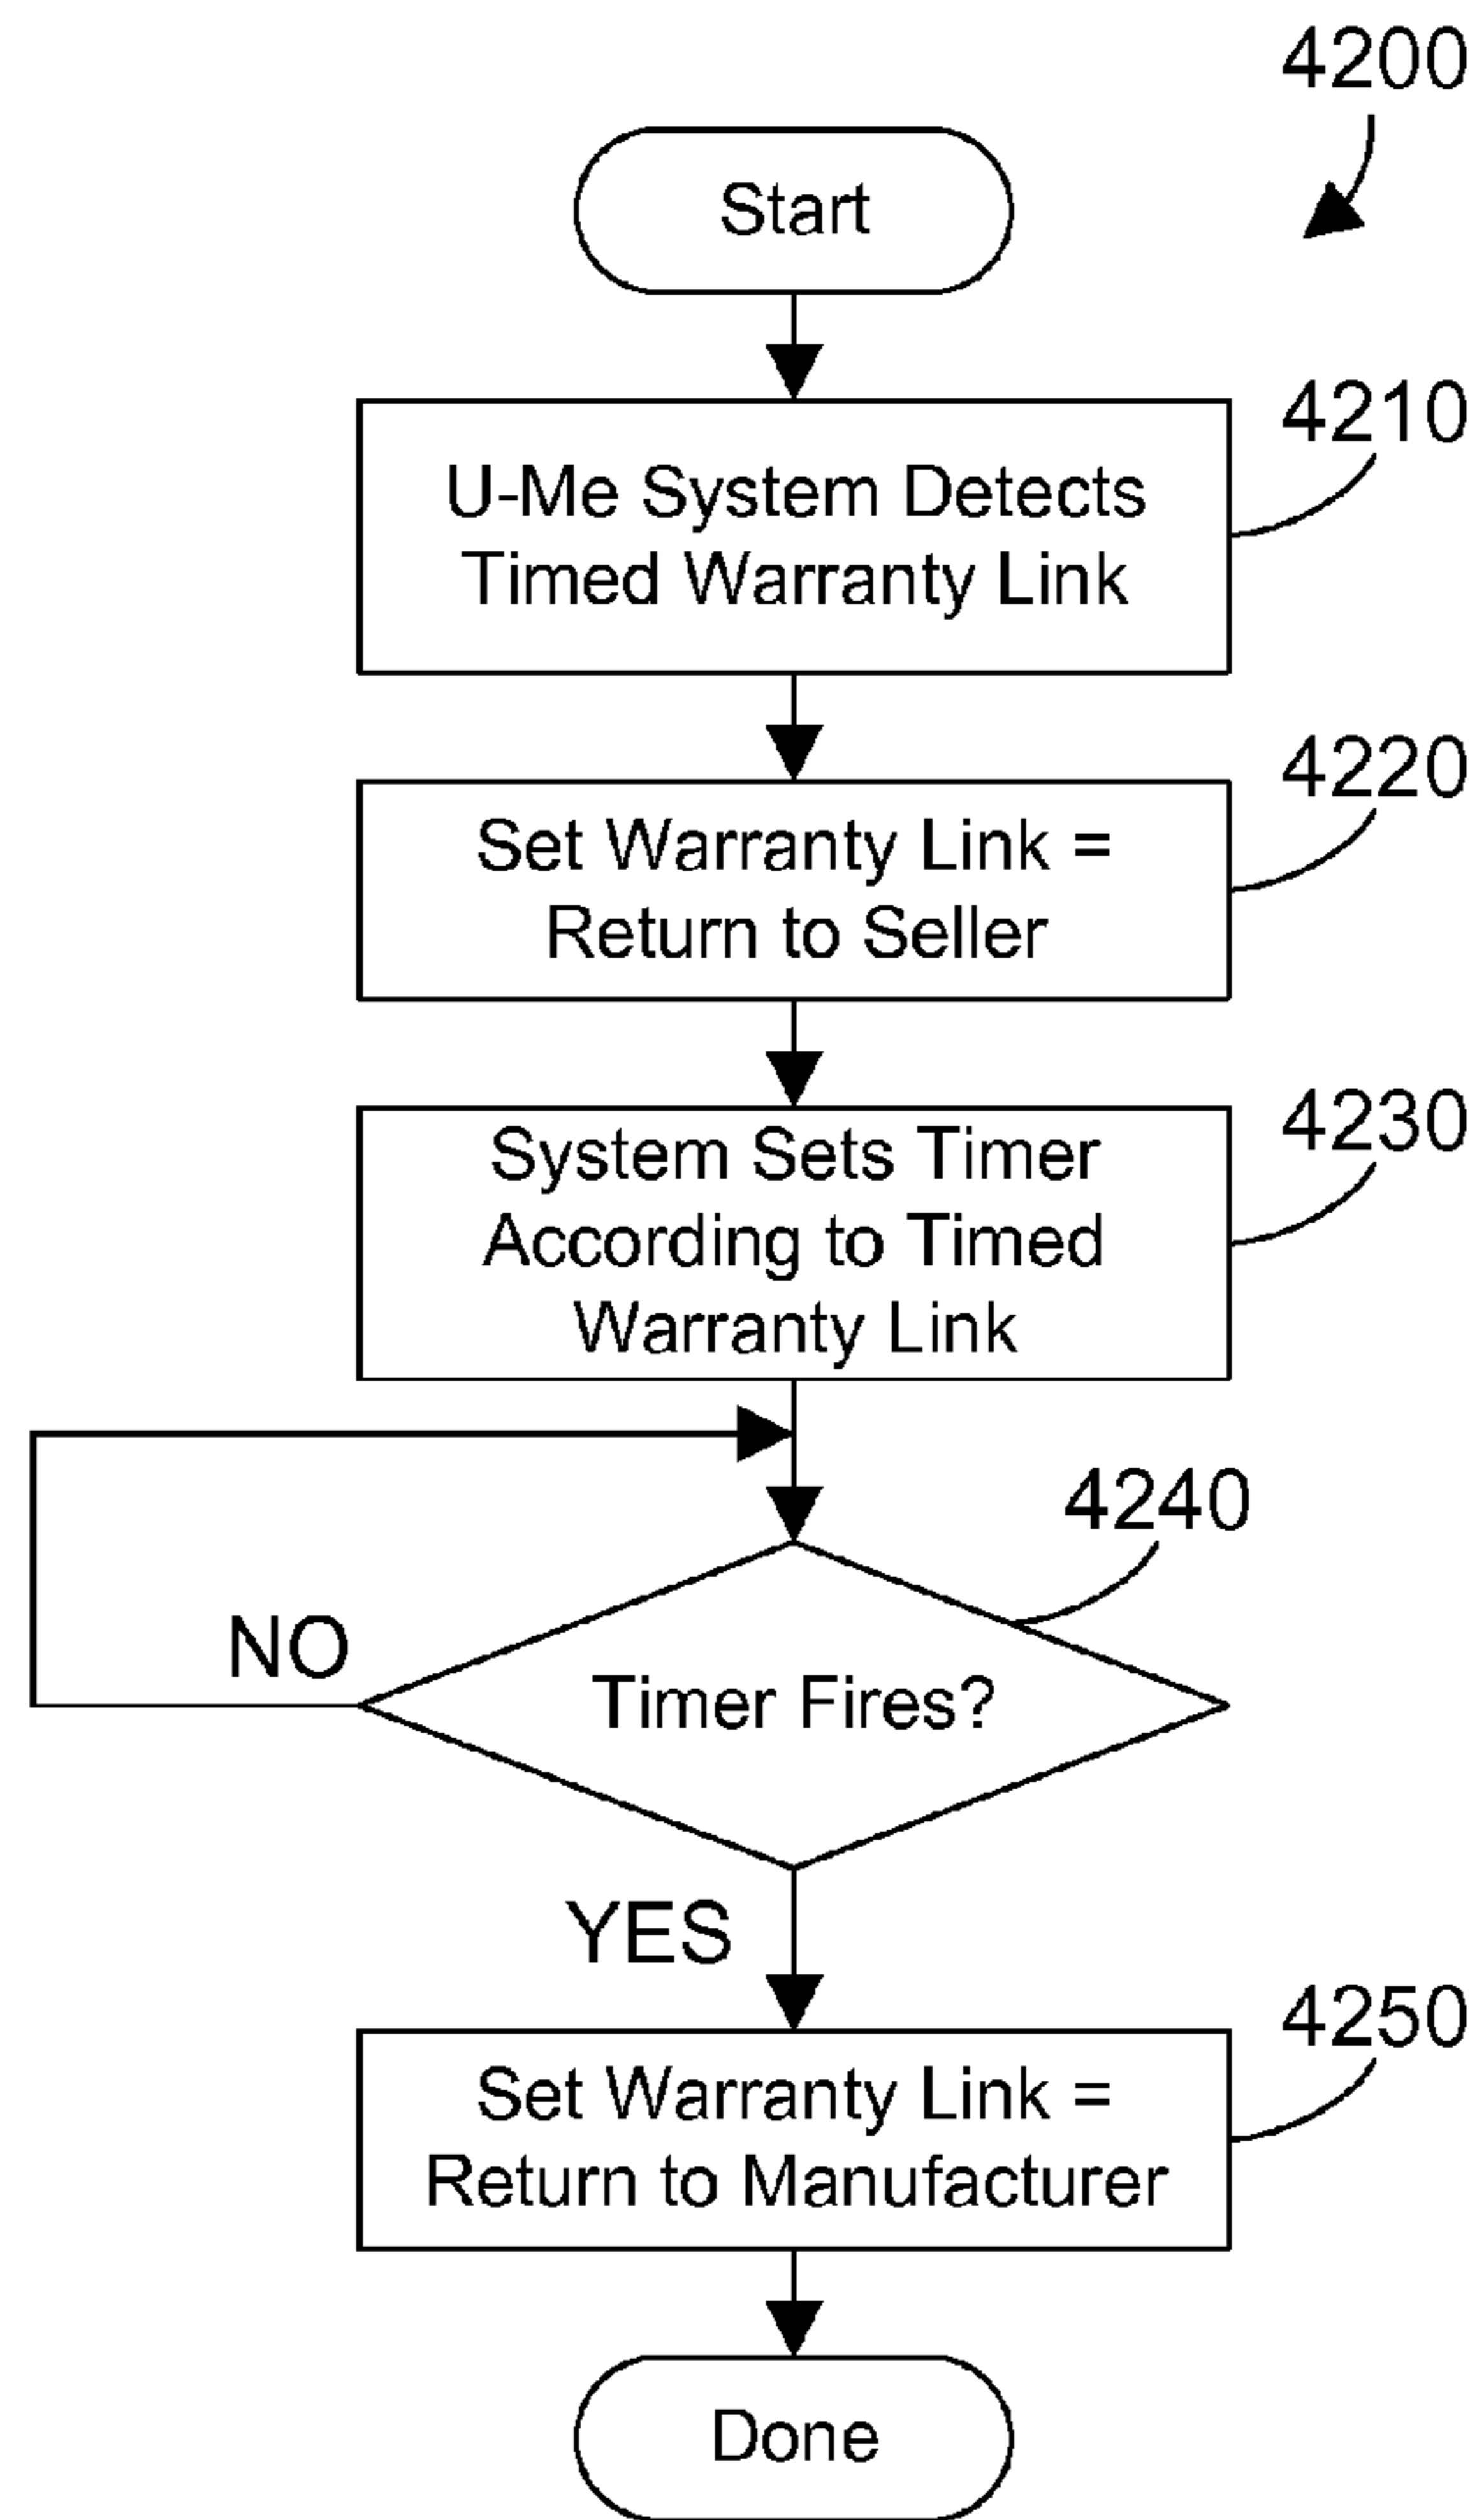 4200
Start
4210
U-Me System Detects
Timed Warranty Link
4220
Set Warranty Link =
Return to Seller
4230
System Sets Timer
According to Timed
Warranty Link
4240
NO
Timer Fires?
YES
4250
Set Warranty Link =
Return to Manufacturer
Done